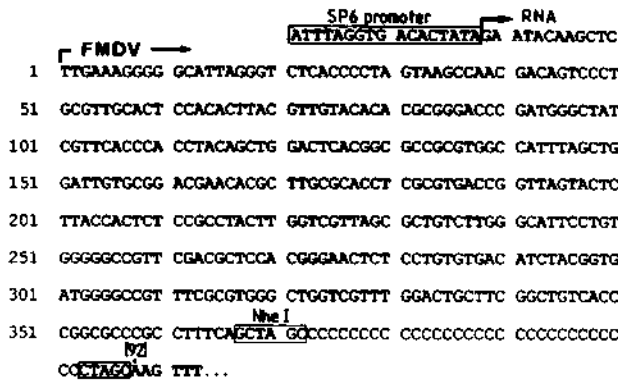 SP6 promoter RNA
ATTTAGGTG ACACTATAGA ATACAAGCTC
FMDV
1 TTGAAAGGGG GCATTAGGGT CTCACCCCTA GTAAGCCAAC GACAGTCCCT
51 GCGTTGCACT CCACACTTAC GTTGTACACA CGCGGGACCC GATGGGCTAT
101 CGTTCACCCA CCTACAGCTG GACTCACGGC GCCGCGTGGC CATTTAGCTG
151 GATTGTGCGG ACGAACACGC TTGCGCACCT CGCGTGACCG GTTAGTACTC
201 TTACCACTCT CCGCCTACTT GGTCGTTAGC GCTGTCTTGG GCATTCCTGT
251 GGGGGCCGTT CGACGCTCCA CGGGAACTCT CCTGTGTGAC ATCTACGGTG
301 ATGGGGCCGT TTCGCGTGGG CTGGTCGTTT GGACTGCTTC GGCTGTCACC
Nhe I
351 CGGCGCCCGC CTTTCAGCTA GCCCCCCCCC CCCCCCCCCC CCCCCCCCCC
[92]
CCCTAGCAAG TTT...